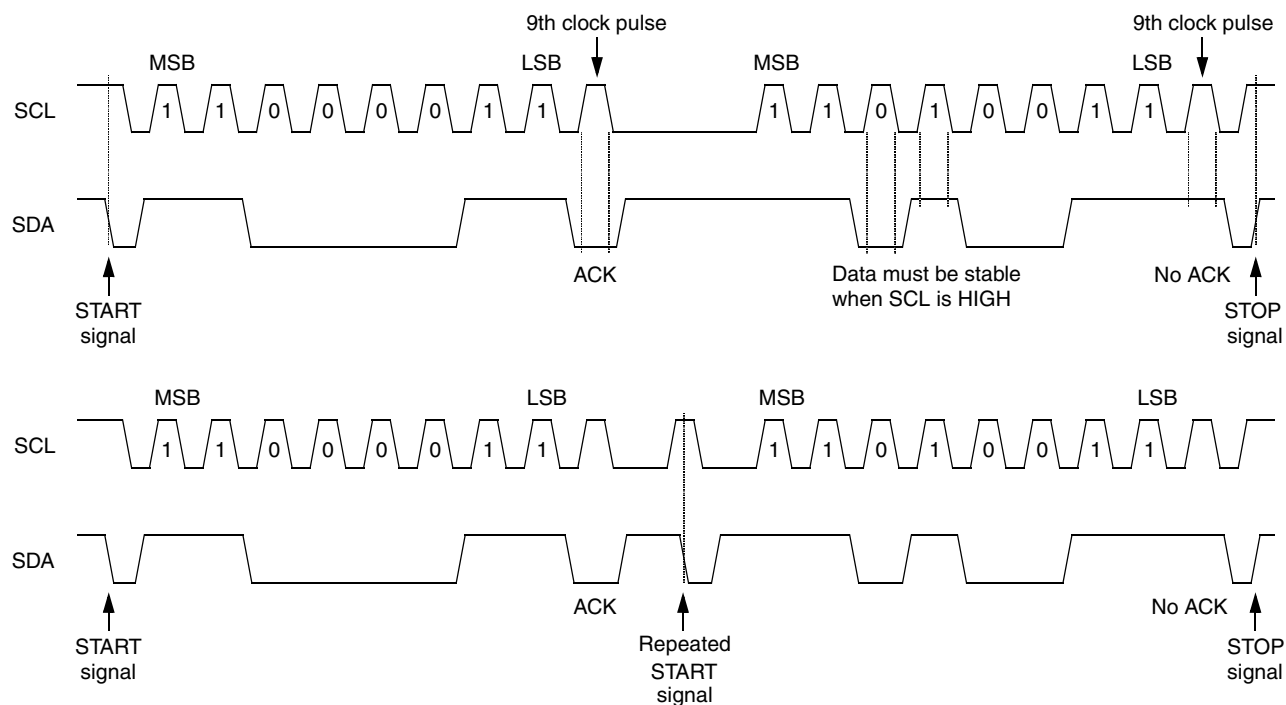 9th clock pulse 9th clock pulse
MSB LSB MSB LSB
SCL 1 1 0 0 0 0 1 1 1 1 0 1 0 0 1 1
SDA
ACK Data must be stable No ACK
when SCL is HIGH
START STOP
signal signal
MSB LSB MSB LSB
SCL 1 1 0 0 0 0 1 1 1 1 0 1 0 0 1 1
SDA
ACK No ACK
START Repeated STOP
signal START signal
signal